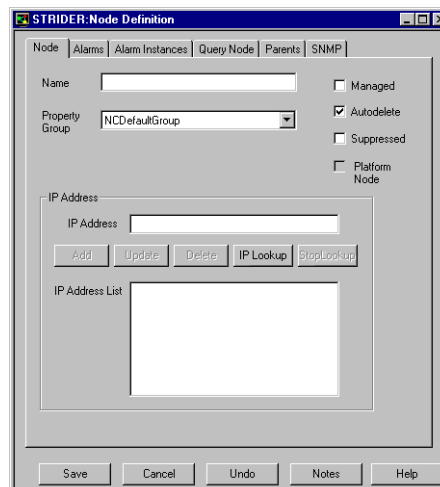 STRIDER:Node Definition
Node Alarms Alarm Instances Query Node Parents SNMP
Name
Managed
Property Group
NCDefaultGroup
Autodelete
Suppressed
Platform Node
IP Address
IP Address
Add Update Delete IP Lookup StopLookup
IP Address List
Save Cancel Undo Notes Help